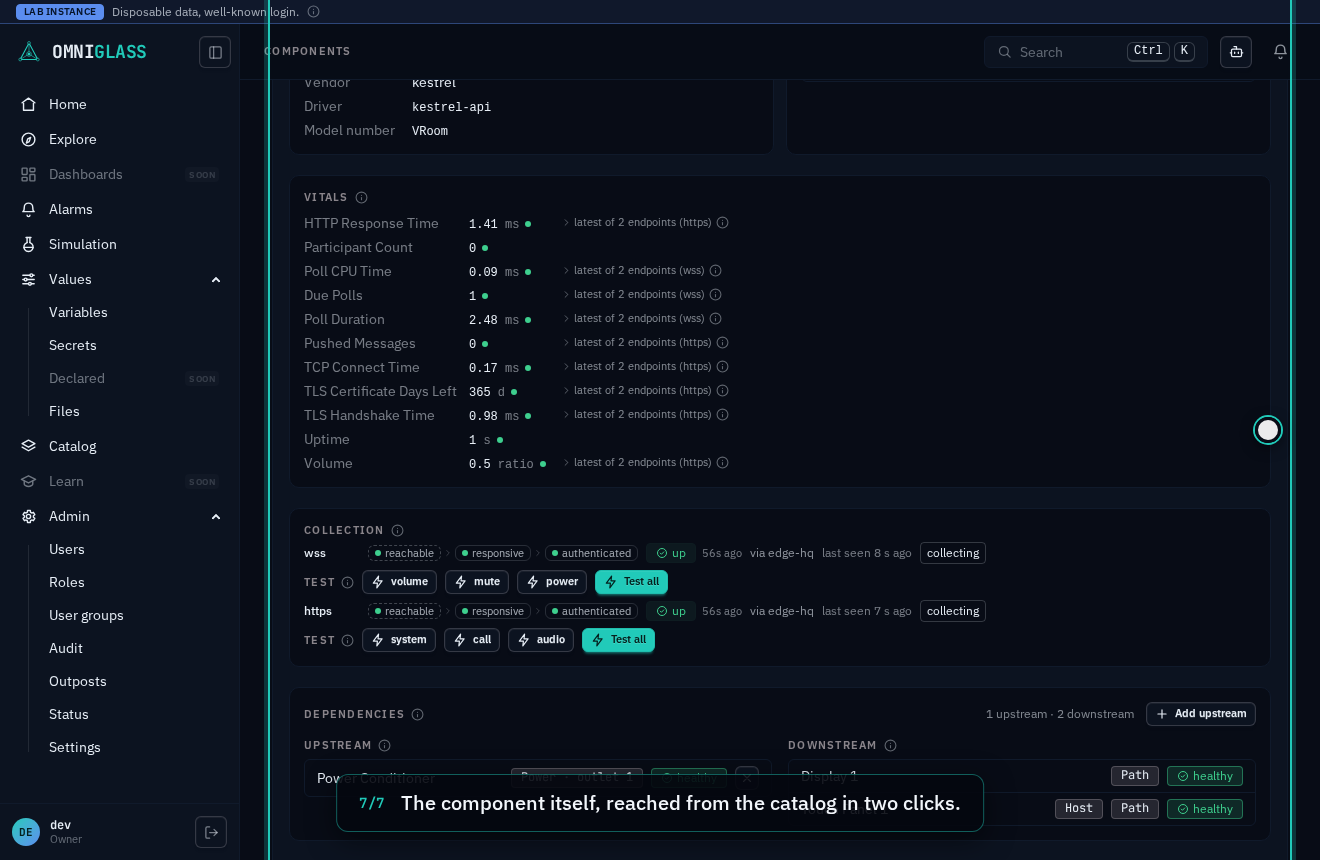 LAB INSTANCE Disposable data, well-known login.
OMNIGLASS
COMPONENTS
Search Ctrl K
Home
Explore
Dashboards SOON
Alarms
Simulation
Values
Variables
Secrets
Declared SOON
Files
Catalog
Learn SOON
Admin
Users
Roles
User groups
Audit
Outposts
Status
Settings
DE dev
Owner
Vendor kestrel
Driver kestrel-api
Model number VRoom
VITALS
HTTP Response Time 1.41 ms latest of 2 endpoints (https)
Participant Count 0
Poll CPU Time 0.09 ms latest of 2 endpoints (wss)
Due Polls 1 latest of 2 endpoints (wss)
Poll Duration 2.48 ms latest of 2 endpoints (wss)
Pushed Messages 0 latest of 2 endpoints (https)
TCP Connect Time 0.17 ms latest of 2 endpoints (https)
TLS Certificate Days Left 365 d latest of 2 endpoints (https)
TLS Handshake Time 0.98 ms latest of 2 endpoints (https)
Uptime 1 s
Volume 0.5 ratio latest of 2 endpoints (https)
COLLECTION
wss reachable responsive authenticated up 56s ago via edge-hq last seen 8 s ago collecting
TEST volume mute power Test all
https reachable responsive authenticated up 56s ago via edge-hq last seen 7 s ago collecting
TEST system call audio Test all
DEPENDENCIES 1 upstream · 2 downstream Add upstream
UPSTREAM DOWNSTREAM
Power Conditioner Power · outlet 1 healthy Display 1 Path healthy
Host Path healthy
7/7 The component itself, reached from the catalog in two clicks.